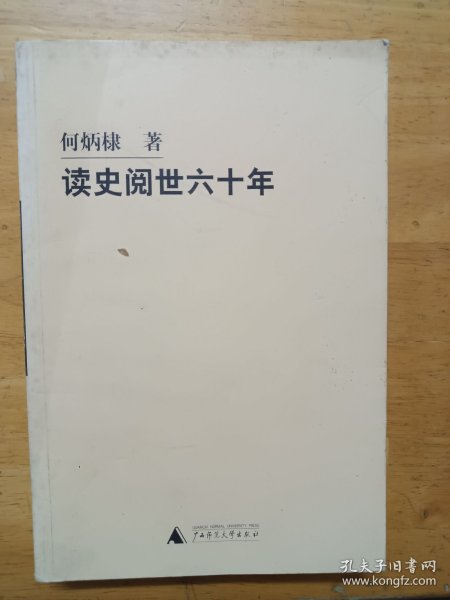 何炳棣 著
读史阅世六十年
GUANGXI NORMAL UNIVERSITY PRESS
广西师范大学出版社
孔夫子旧书网
www.kongfz.com